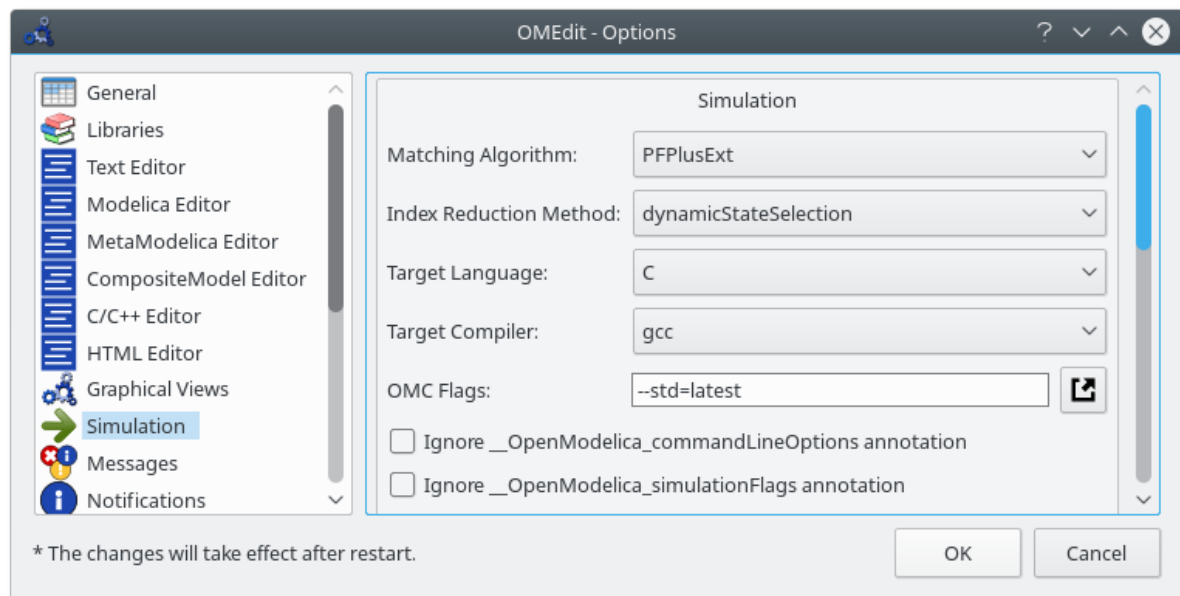 OMEdit - Options
General
Libraries
Text Editor
Modelica Editor
MetaModelica Editor
CompositeModel Editor
C/C++ Editor
HTML Editor
Graphical Views
Simulation
Messages
Notifications
Simulation
Matching Algorithm: PFPlusExt
Index Reduction Method: dynamicStateSelection
Target Language: C
Target Compiler: gcc
OMC Flags: --std=latest
Ignore __OpenModelica_commandLineOptions annotation
Ignore __OpenModelica_simulationFlags annotation
* The changes will take effect after restart.
OK Cancel